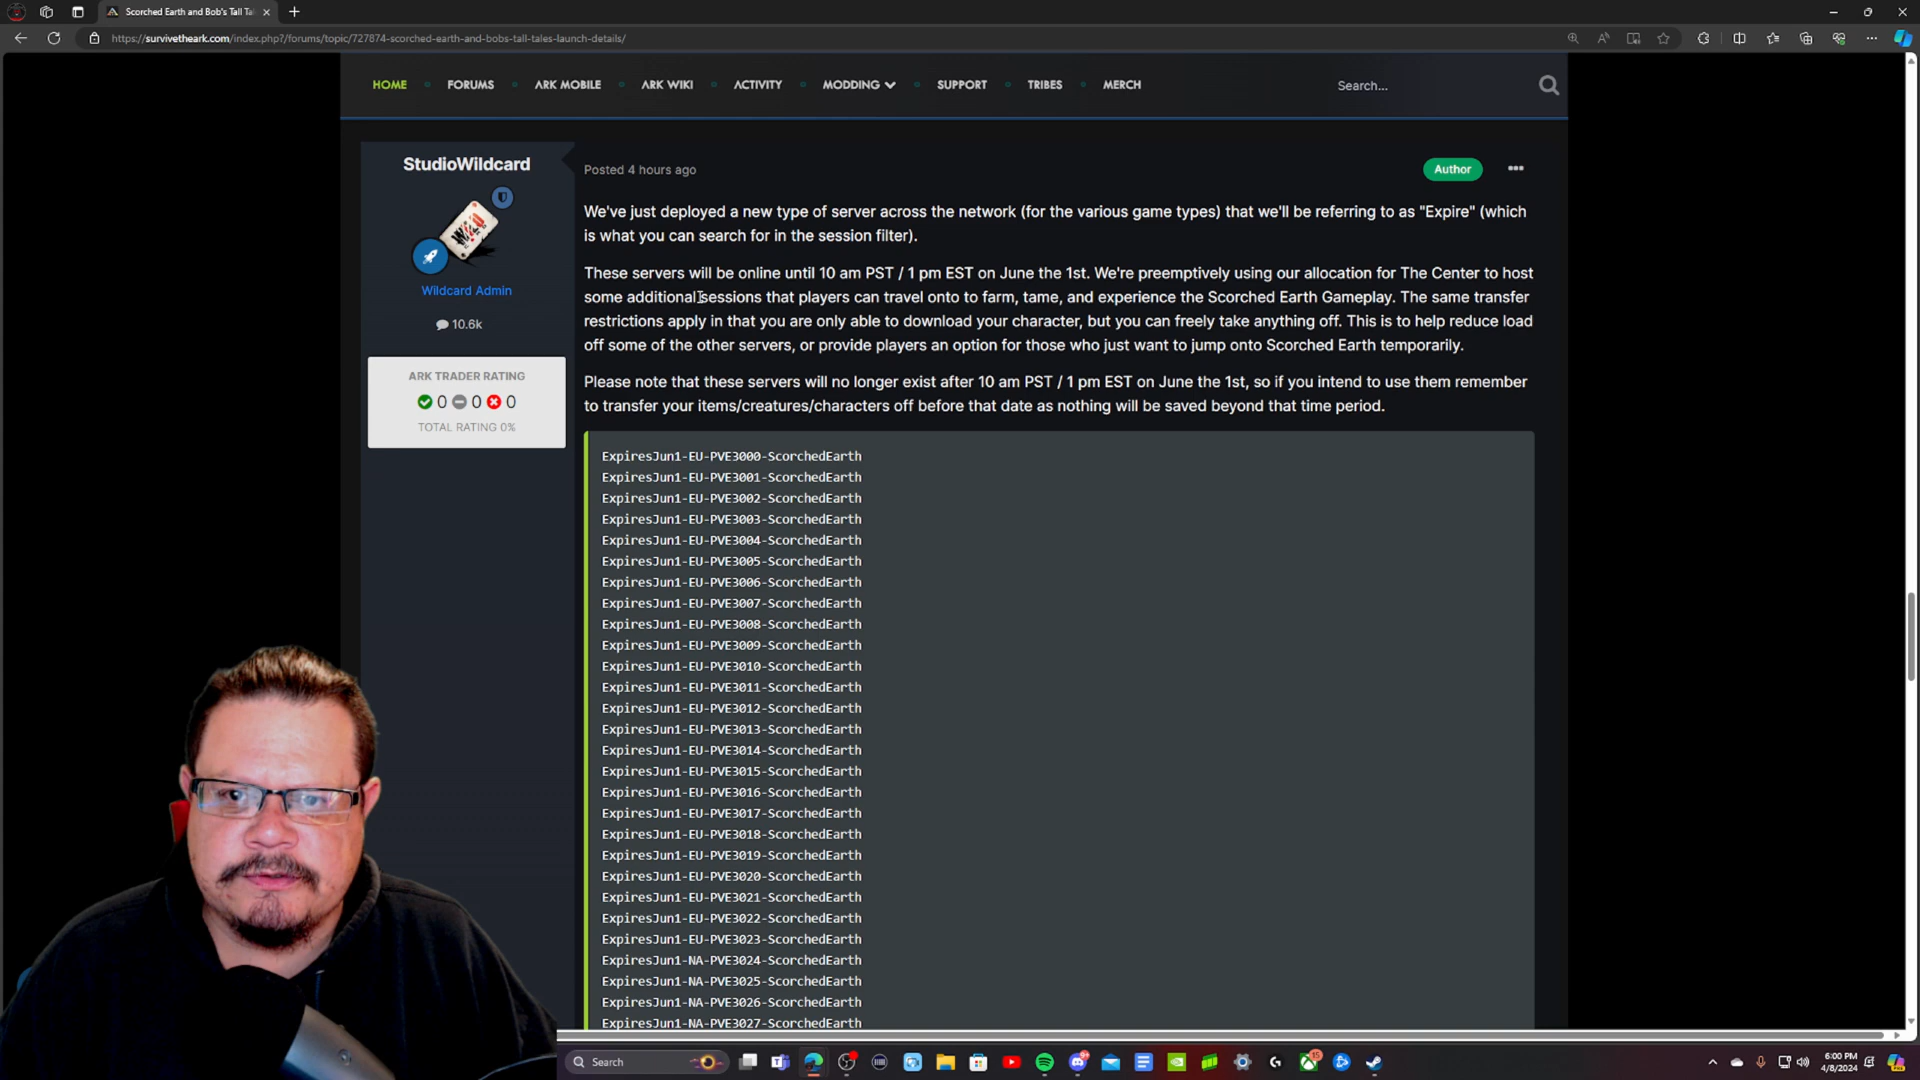 Scorched Earth and Bob's Tall Ta
https://survivetheark.com/index.php?/forums/topic/727874-scorched-earth-and-bobs-tall-tales-launch-details/
HOME FORUMS ARK MOBILE ARK WIKI ACTIVITY MODDING SUPPORT TRIBES MERCH Search...
StudioWildcard
Wildcard Admin
10.6k
ARK TRADER RATING
0 0 0
TOTAL RATING 0%
Posted 4 hours ago
Author
We've just deployed a new type of server across the network (for the various game types) that we'll be referring to as "Expire" (which
is what you can search for in the session filter).
These servers will be online until 10 am PST / 1 pm EST on June the 1st. We're preemptively using our allocation for The Center to host
some additional sessions that players can travel onto to farm, tame, and experience the Scorched Earth Gameplay. The same transfer
restrictions apply in that you are only able to download your character, but you can freely take anything off. This is to help reduce load
off some of the other servers, or provide players an option for those who just want to jump onto Scorched Earth temporarily.
Please note that these servers will no longer exist after 10 am PST / 1 pm EST on June the 1st, so if you intend to use them remember
to transfer your items/creatures/characters off before that date as nothing will be saved beyond that time period.
ExpiresJun1-EU-PVE3000-ScorchedEarth
ExpiresJun1-EU-PVE3001-ScorchedEarth
ExpiresJun1-EU-PVE3002-ScorchedEarth
ExpiresJun1-EU-PVE3003-ScorchedEarth
ExpiresJun1-EU-PVE3004-ScorchedEarth
ExpiresJun1-EU-PVE3005-ScorchedEarth
ExpiresJun1-EU-PVE3006-ScorchedEarth
ExpiresJun1-EU-PVE3007-ScorchedEarth
ExpiresJun1-EU-PVE3008-ScorchedEarth
ExpiresJun1-EU-PVE3009-ScorchedEarth
ExpiresJun1-EU-PVE3010-ScorchedEarth
ExpiresJun1-EU-PVE3011-ScorchedEarth
ExpiresJun1-EU-PVE3012-ScorchedEarth
ExpiresJun1-EU-PVE3013-ScorchedEarth
ExpiresJun1-EU-PVE3014-ScorchedEarth
ExpiresJun1-EU-PVE3015-ScorchedEarth
ExpiresJun1-EU-PVE3016-ScorchedEarth
ExpiresJun1-EU-PVE3017-ScorchedEarth
ExpiresJun1-EU-PVE3018-ScorchedEarth
ExpiresJun1-EU-PVE3019-ScorchedEarth
ExpiresJun1-EU-PVE3020-ScorchedEarth
ExpiresJun1-EU-PVE3021-ScorchedEarth
ExpiresJun1-EU-PVE3022-ScorchedEarth
ExpiresJun1-EU-PVE3023-ScorchedEarth
ExpiresJun1-NA-PVE3024-ScorchedEarth
ExpiresJun1-NA-PVE3025-ScorchedEarth
ExpiresJun1-NA-PVE3026-ScorchedEarth
ExpiresJun1-NA-PVE3027-ScorchedEarth
Search
6:00 PM
4/8/2024